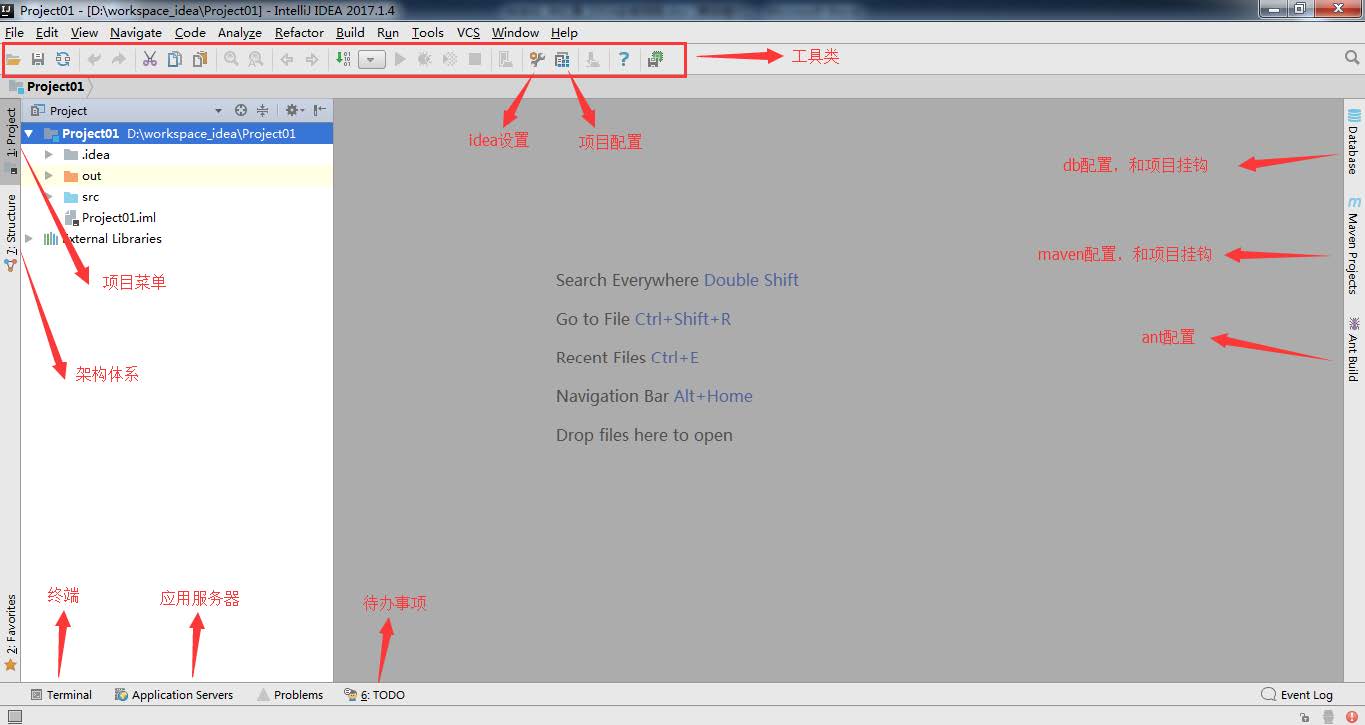 Project01 - [D:\workspace_idea\Project01] - IntelliJ IDEA 2017.1.4
File Edit View Navigate Code Analyze Refactor Build Run Tools VCS Window Help
工具类
Project01
Project
Project01 D:\workspace_idea\Project01
.idea
out
src
Project01.iml
External Libraries
1: Project
7: Structure
2: Favorites
idea设置
项目配置
项目菜单
架构体系
Search Everywhere Double Shift
Go to File Ctrl+Shift+R
Recent Files Ctrl+E
Navigation Bar Alt+Home
Drop files here to open
db配置，和项目挂钩
maven配置，和项目挂钩
ant配置
Database
Maven Projects
Ant Build
终端
应用服务器
待办事项
Terminal Application Servers Problems 6: TODO Event Log